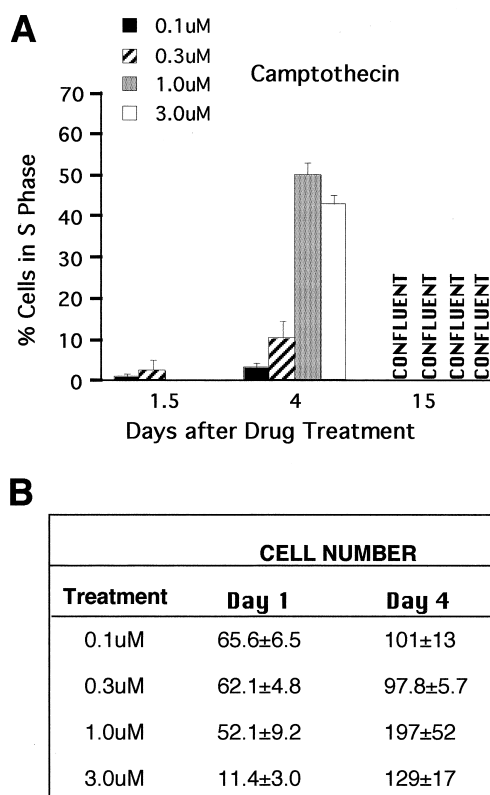 A
0.1uM
0.3uM
1.0uM
3.0uM
Camptothecin
% Cells in S Phase
70
60
50
40
30
20
10
0
CONFLUENT
CONFLUENT
CONFLUENT
CONFLUENT
1.5 4 15
Days after Drug Treatment
B
CELL NUMBER
Treatment Day 1 Day 4
0.1uM 65.6±6.5 101±13
0.3uM 62.1±4.8 97.8±5.7
1.0uM 52.1±9.2 197±52
3.0uM 11.4±3.0 129±17